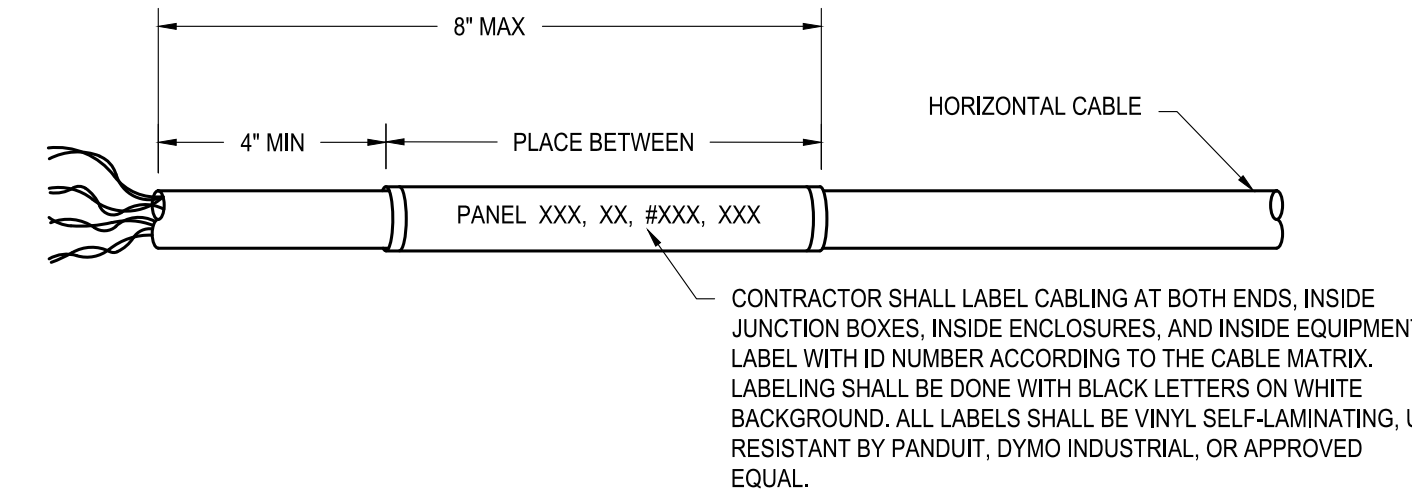 8" MAX
HORIZONTAL CABLE
4" MIN
PLACE BETWEEN
PANEL XXX, XX, #XXX, XXX
CONTRACTOR SHALL LABEL CABLING AT BOTH ENDS, INSIDE
JUNCTION BOXES, INSIDE ENCLOSURES, AND INSIDE EQUIPMENT
LABEL WITH ID NUMBER ACCORDING TO THE CABLE MATRIX.
LABELING SHALL BE DONE WITH BLACK LETTERS ON WHITE
BACKGROUND. ALL LABELS SHALL BE VINYL SELF-LAMINATING,
RESISTANT BY PANDUIT, DYMO INDUSTRIAL, OR APPROVED
EQUAL.